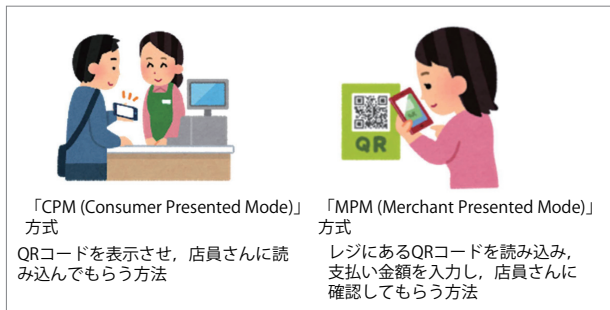 QR
「CPM (Consumer Presented Mode)」
方式
QRコードを表示させ，店員さんに読
み込んでもらう方法
「MPM (Merchant Presented Mode)」
方式
レジにあるQRコードを読み込み，
支払い金額を入力し，店員さんに
確認してもらう方法